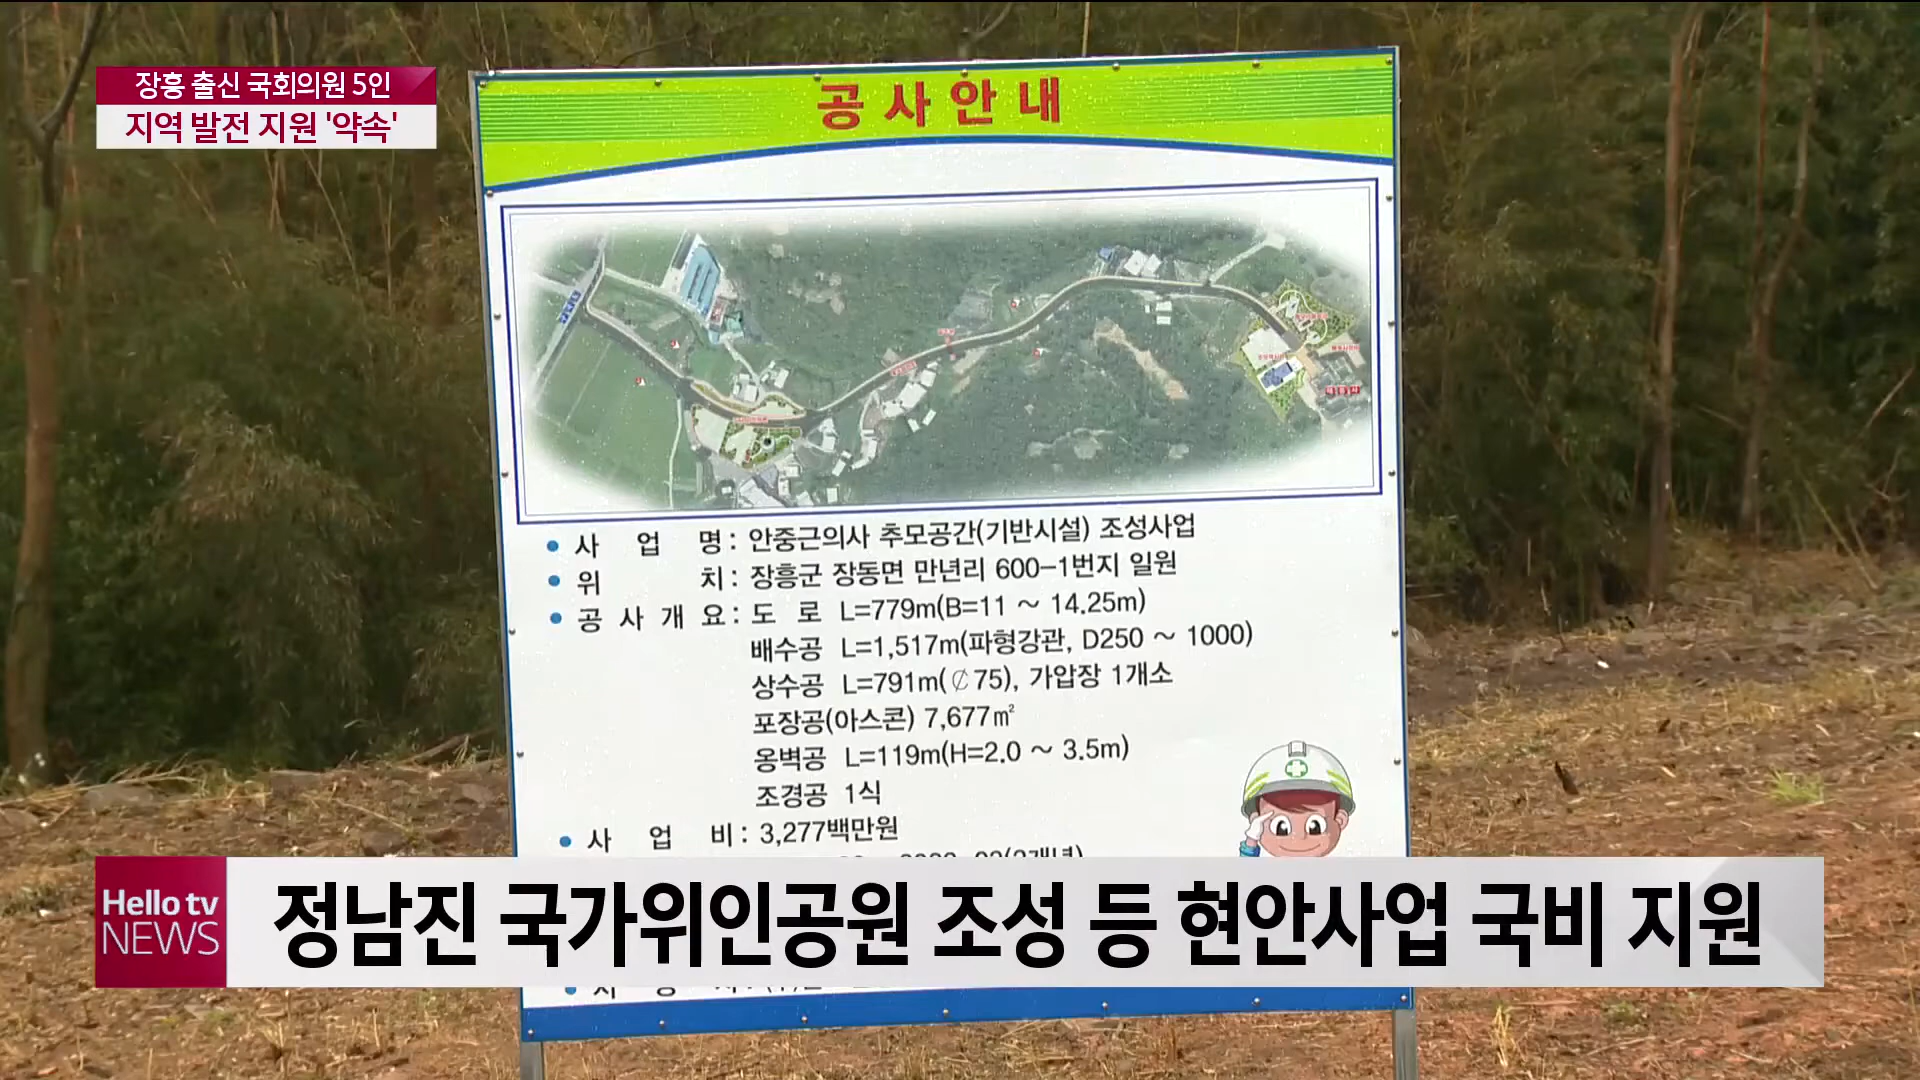 장흥 출신 국회의원 5인
지역 발전 지원 '약속'
공사안내
• 사 업 명 : 안중근의사 추모공간(기반시설) 조성사업
• 위 치 : 장흥군 장동면 만년리 600-1번지 일원
• 공 사 개 요 : 도 로 L=779m(B=11 ~ 14.25m)
배수공 L=1,517m(파형강관, D250 ~ 1000)
상수공 L=791m(₵75), 가압장 1개소
포장공(아스콘) 7,677㎡
옹벽공 L=119m(H=2.0 ~ 3.5m)
조경공 1식
• 사 업 비 : 3,277백만원
Hello tv
NEWS
정남진 국가위인공원 조성 등 현안사업 국비 지원